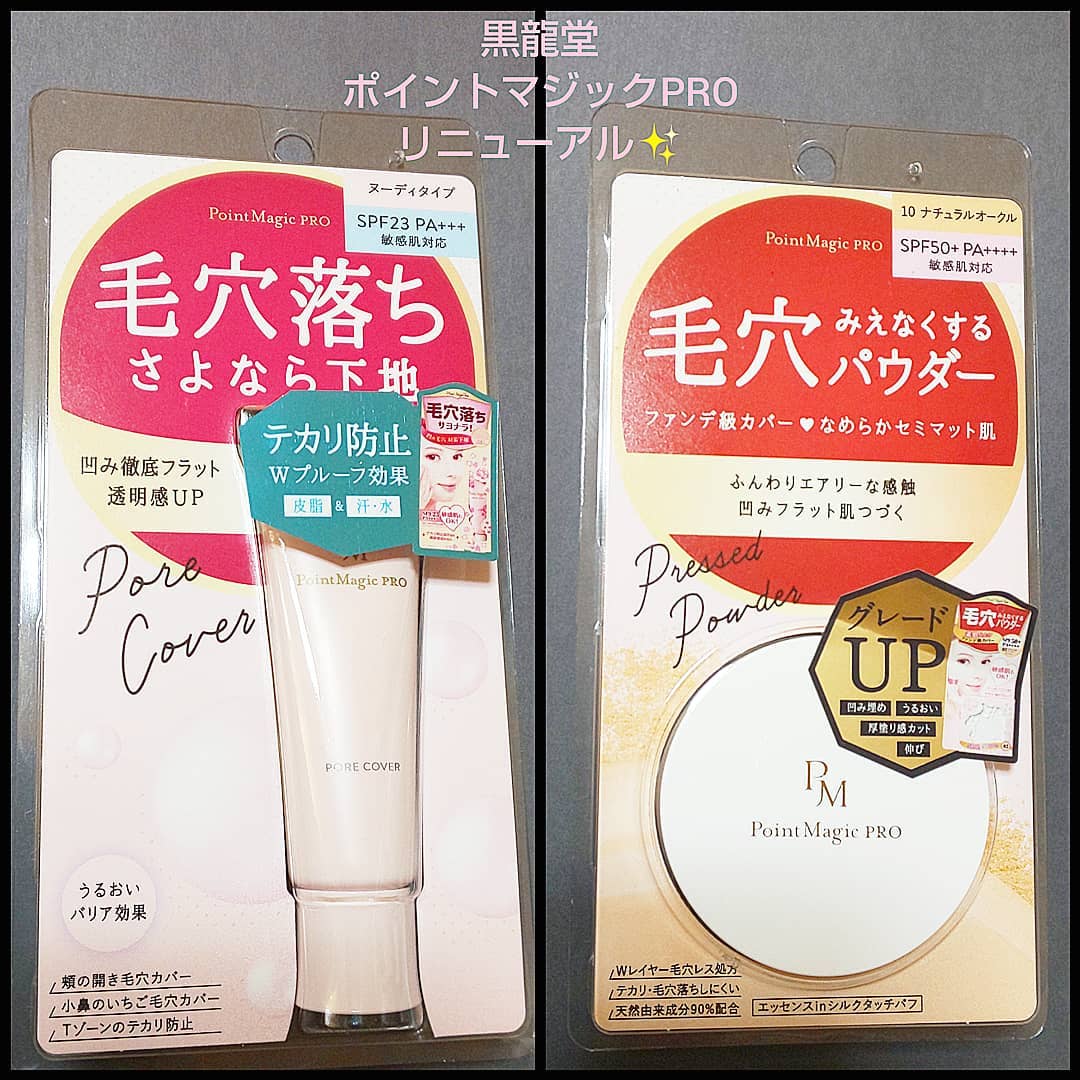 黒龍堂
ポイントマジックPRO
リニューアル✨
ヌーディタイプ
PointMagic PRO
SPF23 PA+++
敏感肌対応
毛穴落ち
さよなら下地
凹み徹底フラット
透明感UP
テカリ防止
Wプルーフ効果
皮脂 & 汗・水
毛穴落ち
サヨナラ!
Pore
Cover
PM
PointMagic PRO
PORE COVER
うるおい
バリア効果
頬の開き毛穴カバー
小鼻のいちご毛穴カバー
Tゾーンのテカリ防止
10 ナチュラルオークル
PointMagic PRO
SPF50+ PA++++
敏感肌対応
毛穴みえなくする
パウダー
ファンデ級カバー♥なめらかセミマット肌
ふんわりエアリーな感触
凹みフラット肌つづく
Pressed
Powder
グレード
UP
凹み埋め うるおい
厚塗り感カット
伸び
毛穴みえなくする
パウダー
PM
PointMagic PRO
Wレイヤー毛穴レス処方
テカリ・毛穴落ちしにくい
天然由来成分90%配合
エッセンスinシルクタッチパフ